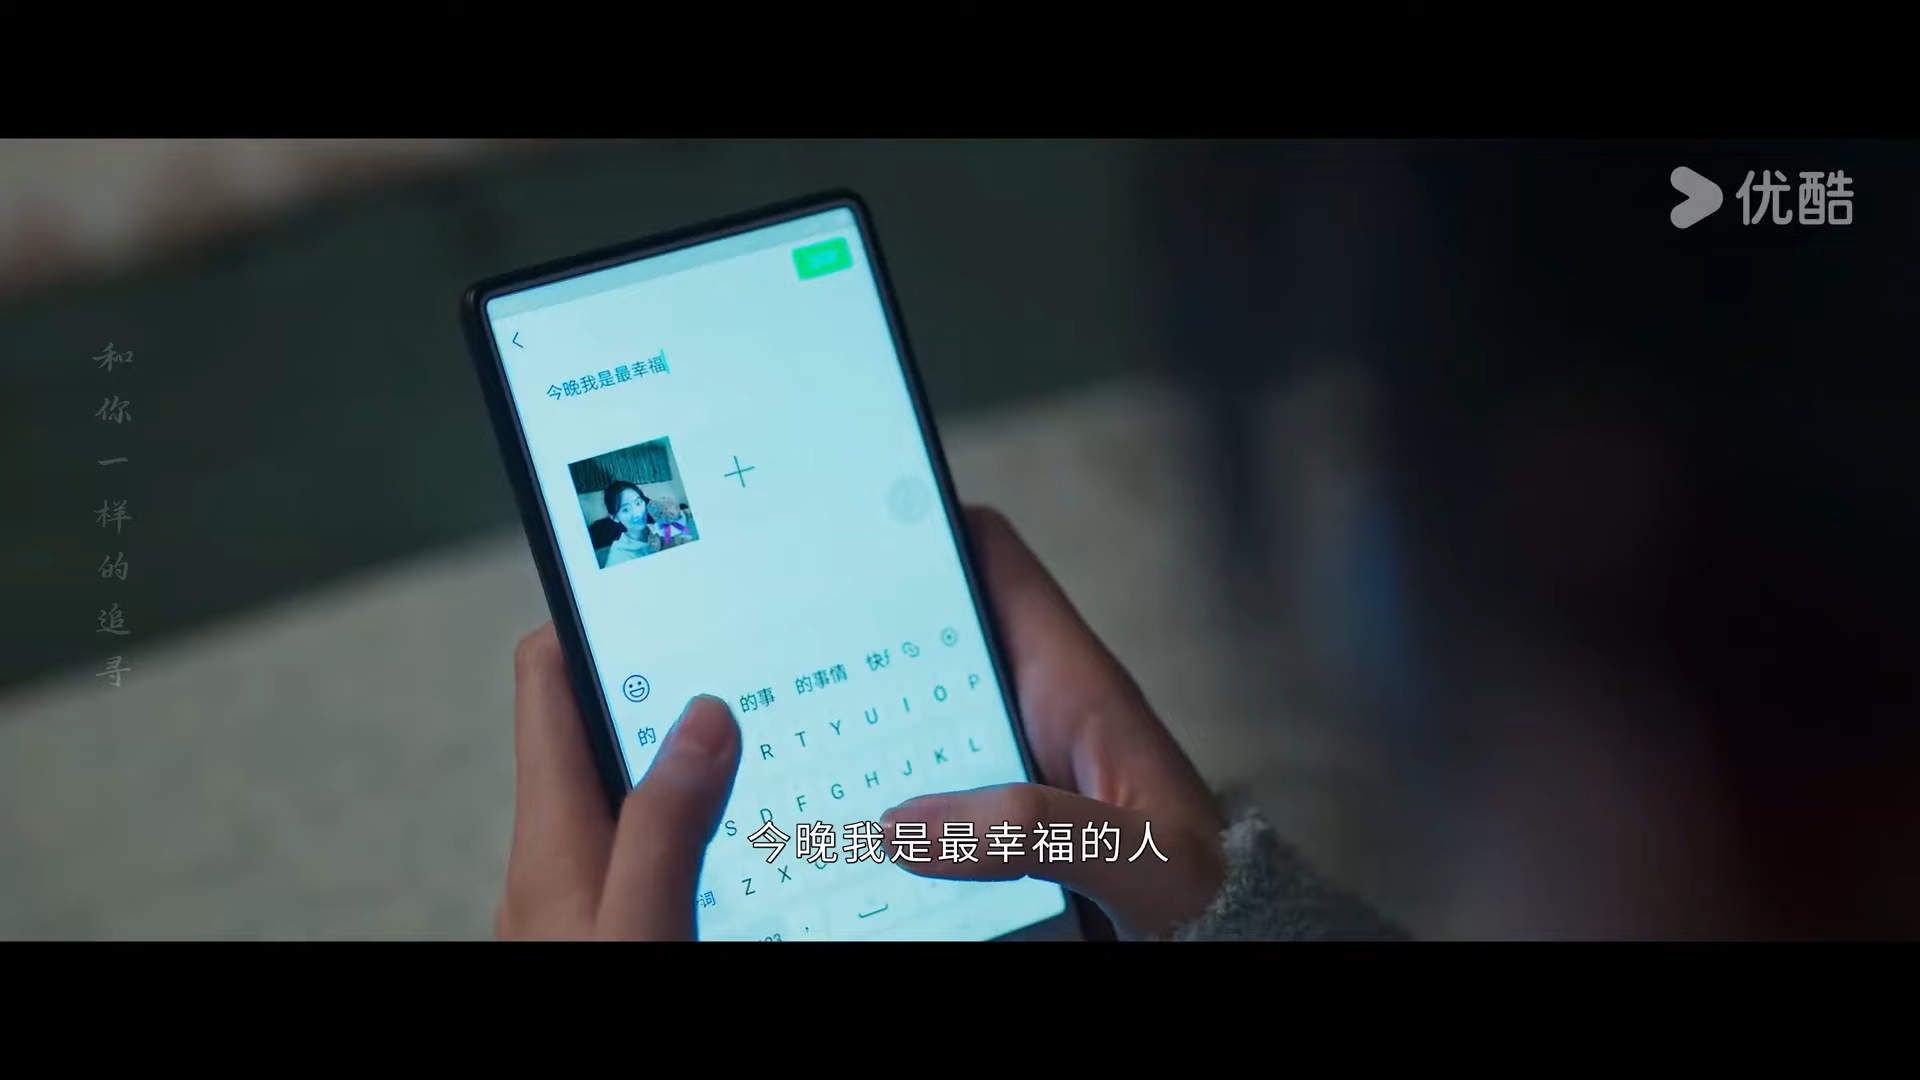 优酷
和你一样的追寻
今晚我是最幸福
的 的事 的事情
R T Y U I O P
S D F G H J K L
Z X
词
，
今晚我是最幸福的人